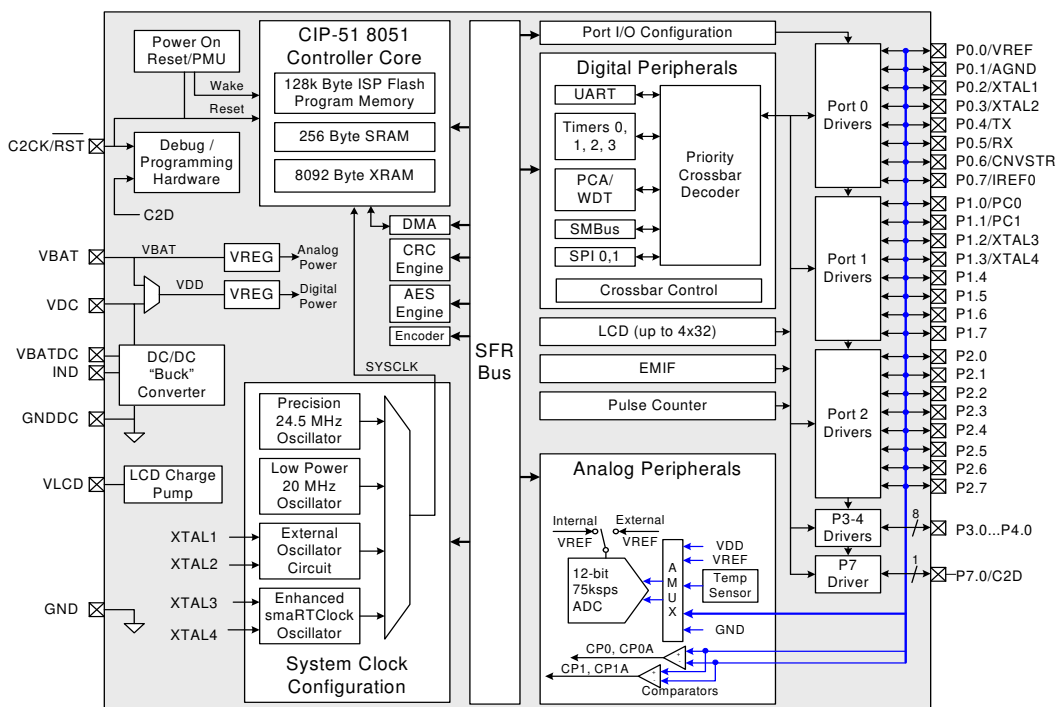 Power On
Reset/PMU
Wake
Reset
C2CK/RST
Debug /
Programming
Hardware
C2D
CIP-51 8051
Controller Core
128k Byte ISP Flash
Program Memory
256 Byte SRAM
8092 Byte XRAM
DMA
CRC
Engine
AES
Engine
Encoder
VBAT
VBAT
VREG
Analog
Power
VDC
VDD
VREG
Digital
Power
VBATDC
IND
DC/DC
“Buck”
Converter
GNDDC
VLCD
LCD Charge
Pump
SYSCLK
Precision
24.5 MHz
Oscillator
Low Power
20 MHz
Oscillator
XTAL1
XTAL2
External
Oscillator
Circuit
XTAL3
XTAL4
Enhanced
smaRTClock
Oscillator
GND
System Clock
Configuration
SFR
Bus
Port I/O Configuration
Digital Peripherals
UART
Timers 0,
1, 2, 3
PCA/
WDT
SMBus
SPI 0,1
Priority
Crossbar
Decoder
Crossbar Control
LCD (up to 4x32)
EMIF
Pulse Counter
Analog Peripherals
Internal
VREF
External
VREF
12-bit
75ksps
ADC
A
M
U
X
VDD
VREF
Temp
Sensor
GND
CP0, CP0A
CP1, CP1A
+
-
+
-
Comparators
Port 0
Drivers
Port 1
Drivers
Port 2
Drivers
P3-4
Drivers
P7
Driver
8
1
P0.0/VREF
P0.1/AGND
P0.2/XTAL1
P0.3/XTAL2
P0.4/TX
P0.5/RX
P0.6/CNVSTR
P0.7/IREF0
P1.0/PC0
P1.1/PC1
P1.2/XTAL3
P1.3/XTAL4
P1.4
P1.5
P1.6
P1.7
P2.0
P2.1
P2.2
P2.3
P2.4
P2.5
P2.6
P2.7
P3.0...P4.0
P7.0/C2D